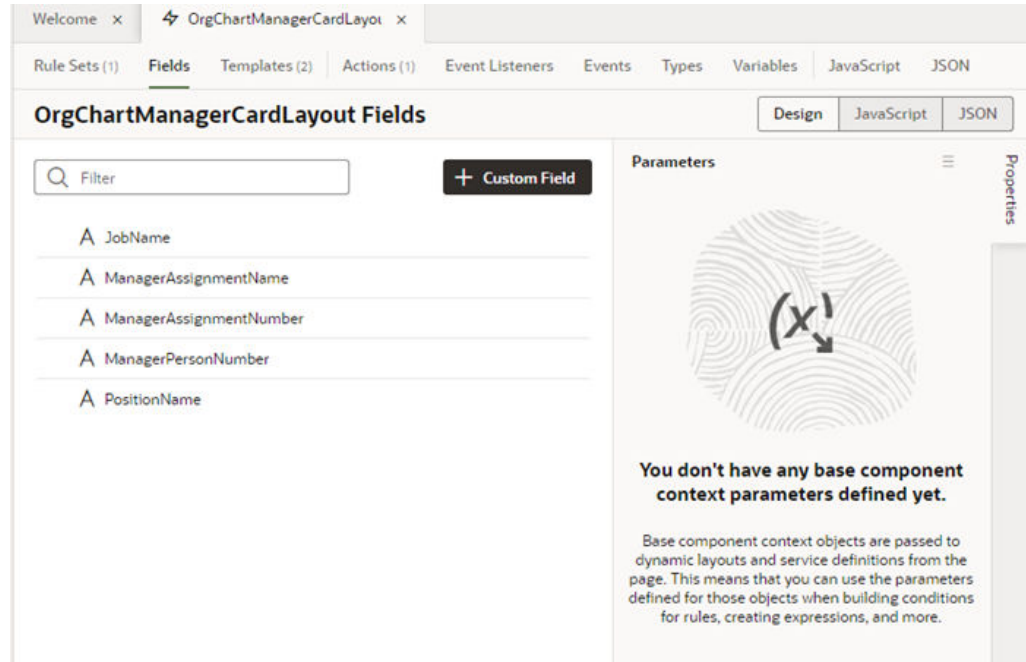 Welcome ×
OrgChartManagerCardLayou ×
Rule Sets (1) Fields Templates (2) Actions (1) Event Listeners Events Types Variables JavaScript JSON
OrgChartManagerCardLayout Fields
Design JavaScript JSON
Filter
+ Custom Field
A JobName
A ManagerAssignmentName
A ManagerAssignmentNumber
A ManagerPersonNumber
A PositionName
Parameters
Properties
(x)
You don't have any base component
context parameters defined yet.
Base component context objects are passed to
dynamic layouts and service definitions from the
page. This means that you can use the parameters
defined for those objects when building conditions
for rules, creating expressions, and more.